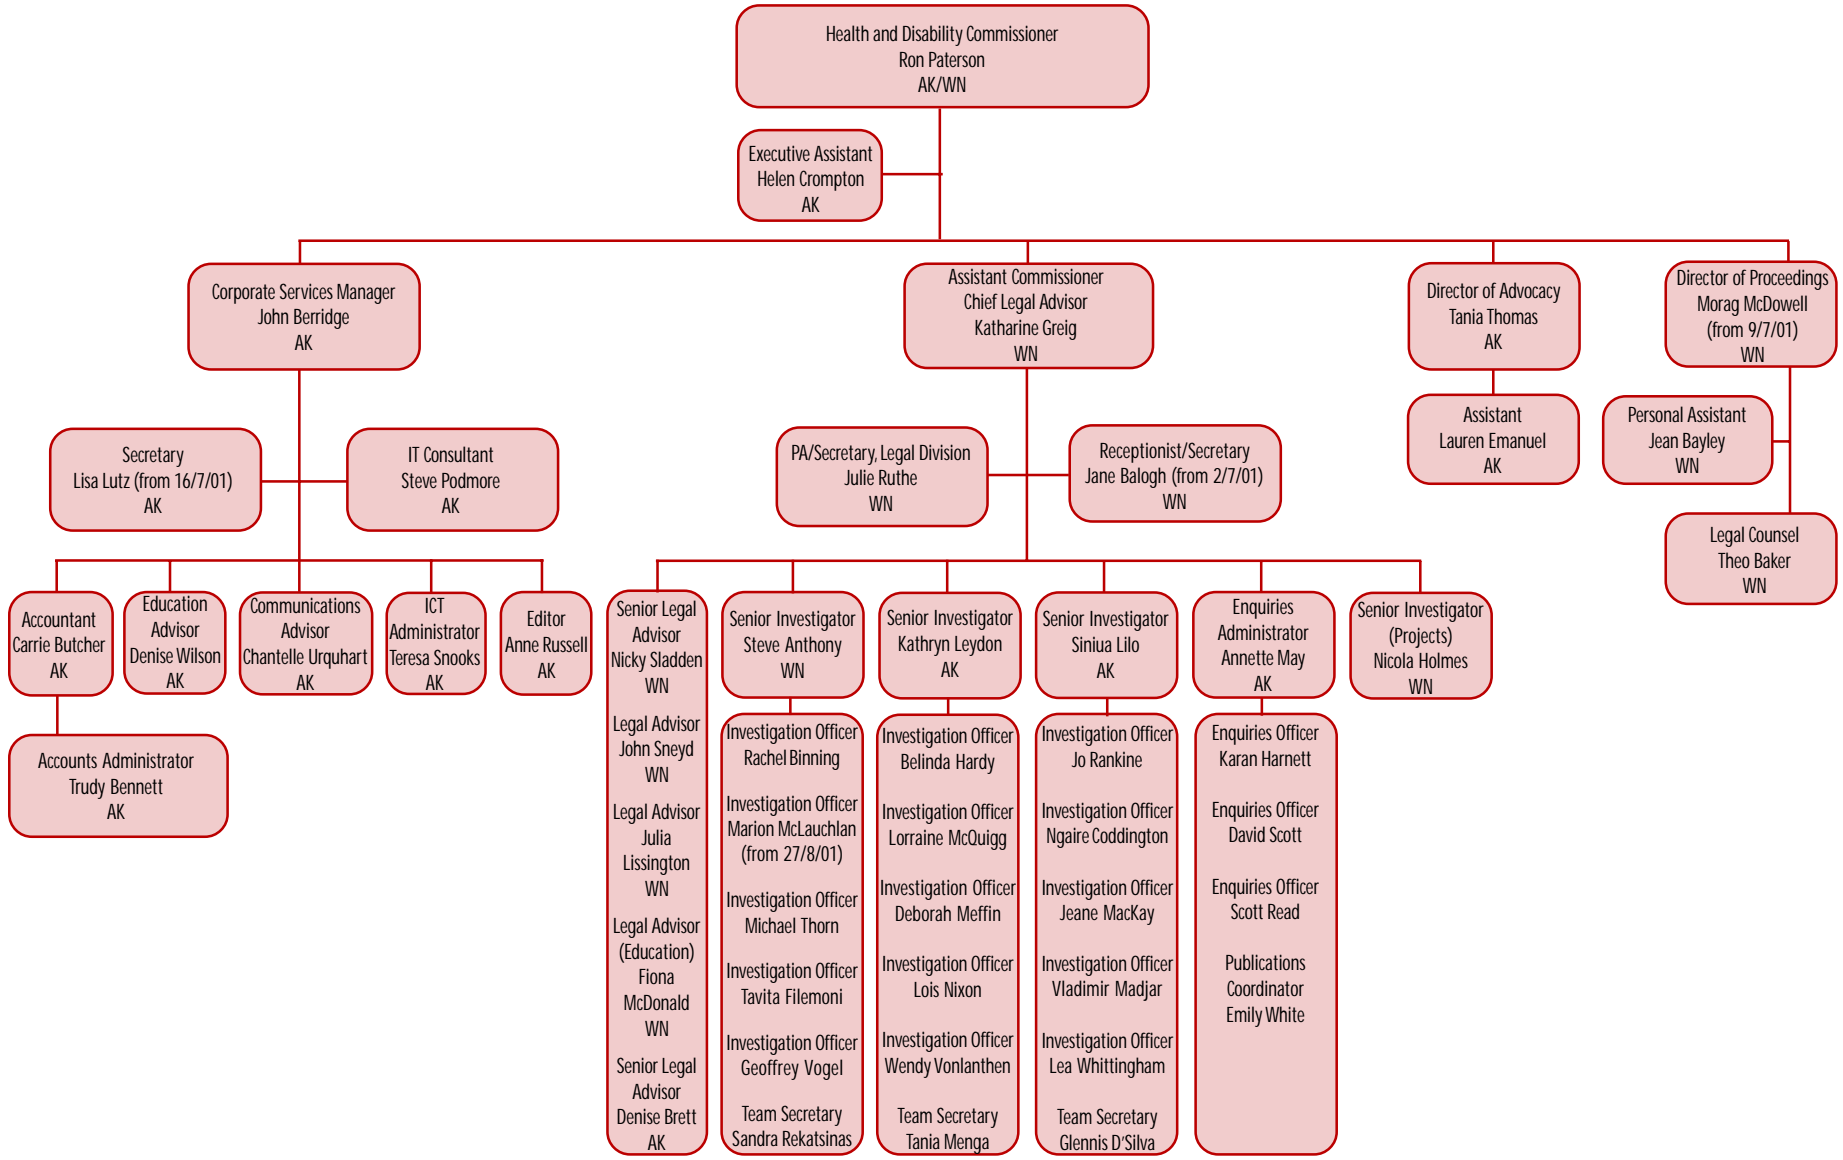 Health and Disability Commissioner
Ron Paterson
AK/WN
Executive Assistant
Helen Crompton
AK
Corporate Services Manager
John Berridge
AK
Assistant Commissioner
Chief Legal Advisor
Katharine Greig
WN
Director of Advocacy
Tania Thomas
AK
Director of Proceedings
Morag McDowell
(from 9/7/01)
WN
Secretary
Lisa Lutz (from 16/7/01)
AK
IT Consultant
Steve Podmore
AK
PA/Secretary, Legal Division
Julie Ruthe
WN
Receptionist/Secretary
Jane Balogh (from 2/7/01)
WN
Assistant
Lauren Emanuel
AK
Personal Assistant
Jean Bayley
WN
Legal Counsel
Theo Baker
WN
Accountant
Carrie Butcher
AK
Education
Advisor
Denise Wilson
AK
Communications
Advisor
Chantelle Urquhart
AK
ICT
Administrator
Teresa Snooks
AK
Editor
Anne Russell
AK
Accounts Administrator
Trudy Bennett
AK
Senior Legal
Advisor
Nicky Sladden
WN
Legal Advisor
John Sneyd
WN
Legal Advisor
Julia
Lissington
WN
Legal Advisor
(Education)
Fiona
McDonald
WN
Senior Legal
Advisor
Denise Brett
AK
Senior Investigator
Steve Anthony
WN
Investigation Officer
Rachel Binning
Investigation Officer
Marion McLauchlan
(from 27/8/01)
Investigation Officer
Michael Thorn
Investigation Officer
Tavita Filemoni
Investigation Officer
Geoffrey Vogel
Team Secretary
Sandra Rekatsinas
Senior Investigator
Kathryn Leydon
AK
Investigation Officer
Belinda Hardy
Investigation Officer
Lorraine McQuigg
Investigation Officer
Deborah Meffin
Investigation Officer
Lois Nixon
Investigation Officer
Wendy Vonlanthen
Team Secretary
Tania Menga
Senior Investigator
Siniua Lilo
AK
Investigation Officer
Jo Rankine
Investigation Officer
Ngaire Coddington
Investigation Officer
Jeane MacKay
Investigation Officer
Vladimir Madjar
Investigation Officer
Lea Whittingham
Team Secretary
Glennis D'Silva
Enquiries
Administrator
Annette May
AK
Enquiries Officer
Karan Harnett
Enquiries Officer
David Scott
Enquiries Officer
Scott Read
Publications
Coordinator
Emily White
Senior Investigator
(Projects)
Nicola Holmes
WN